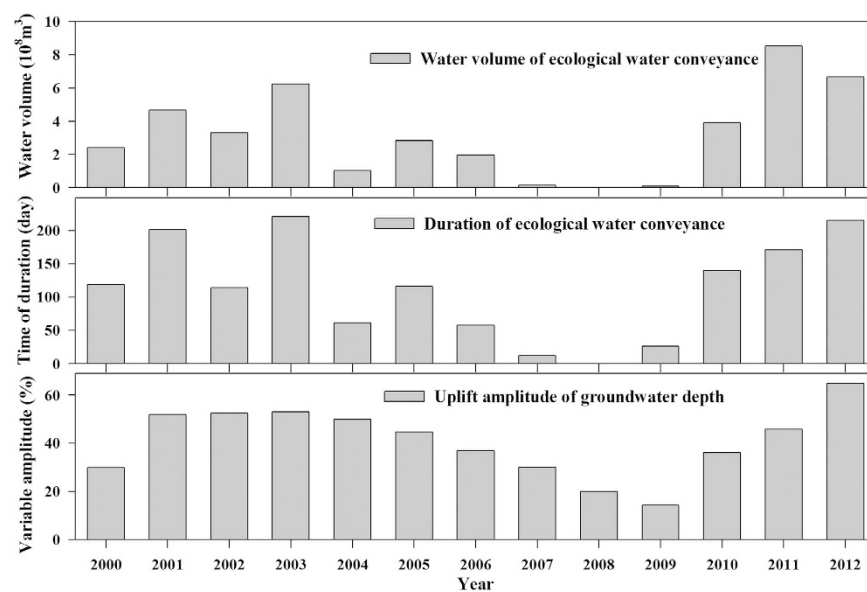 10
8
6
4
2
0
Water volume (10⁸m³)
Water volume of ecological water conveyance
200
150
100
50
0
Time of duration (day)
Duration of ecological water conveyance
60
40
20
0
Variable amplitude (%)
Uplift amplitude of groundwater depth
2000 2001 2002 2003 2004 2005 2006 2007 2008 2009 2010 2011 2012
Year